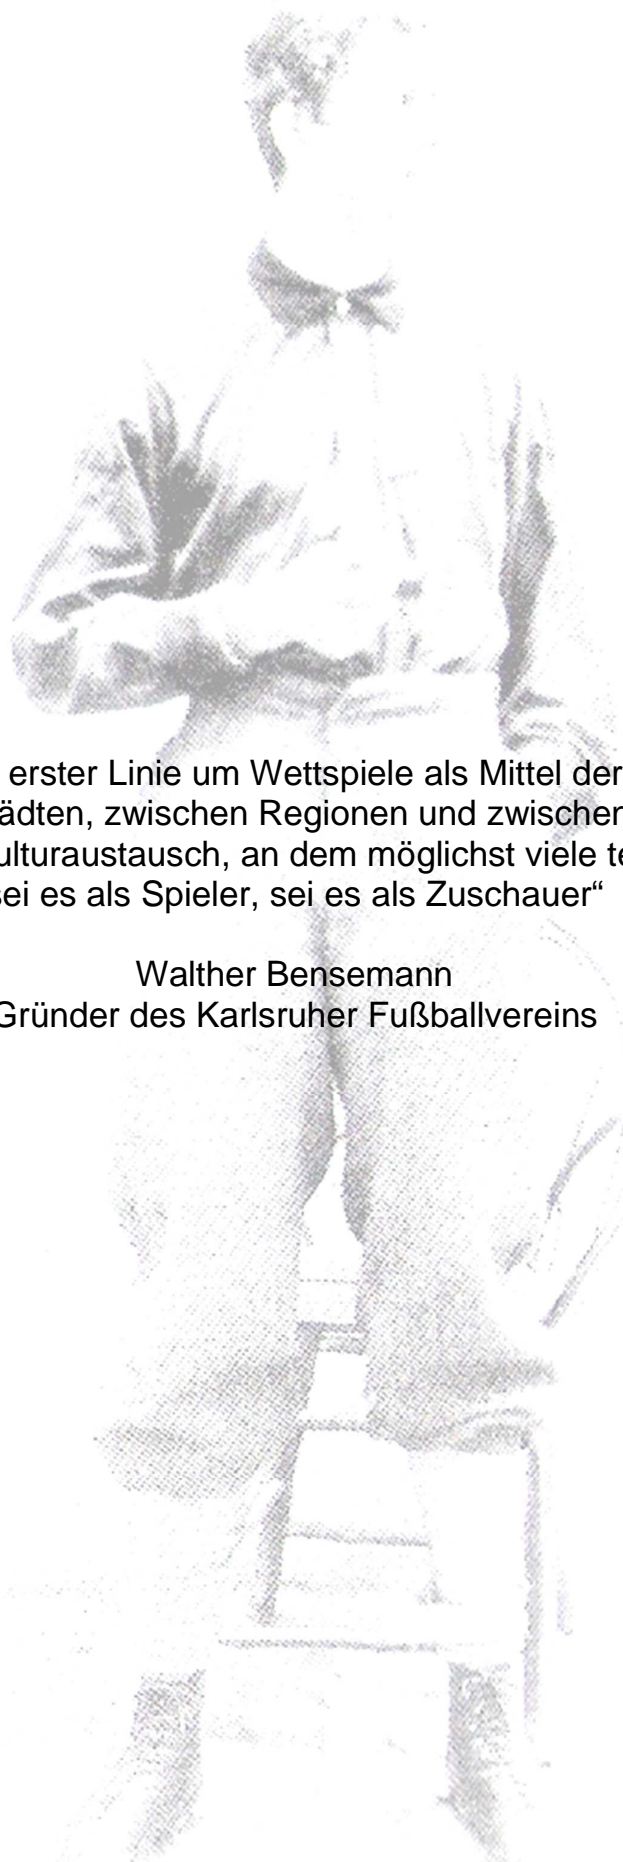 erster Linie um Wettspiele als Mittel der
ädten, zwischen Regionen und zwischen
ulturaustausch, an dem möglichst viele te
sei es als Spieler, sei es als Zuschauer“
Walther Bensemann
Gründer des Karlsruher Fußballvereins